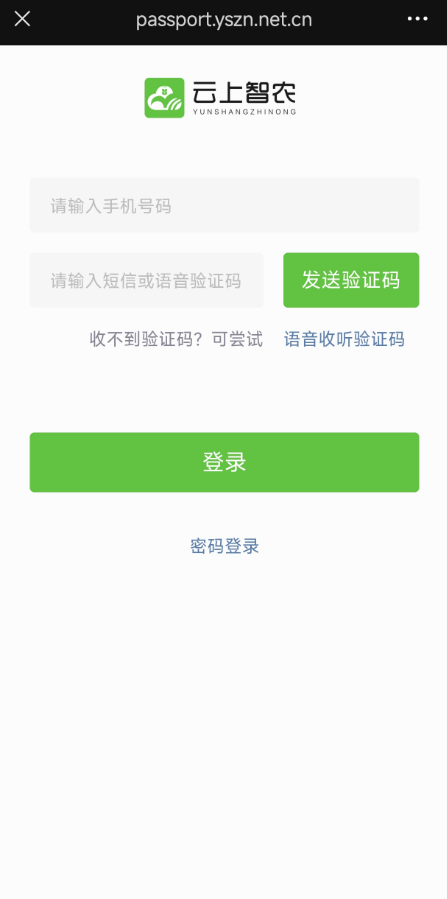 passport.yszn.net.cn
云上智农
YUNSHANGZHINONG
请输入手机号码
请输入短信或语音验证码
发送验证码
收不到验证码？可尝试 语音收听验证码
登录
密码登录